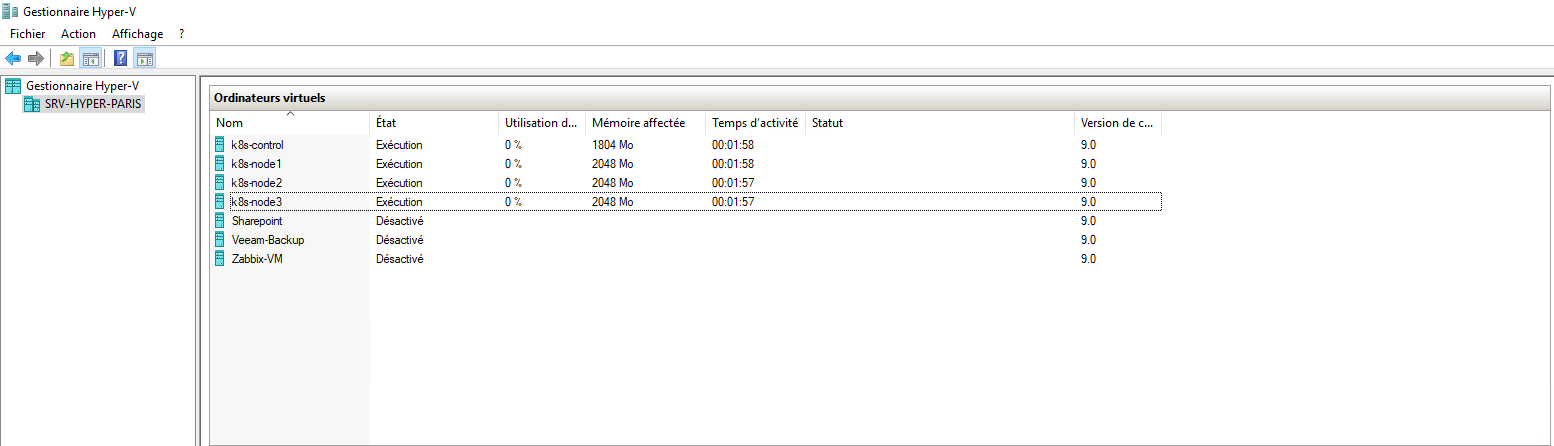 Gestionnaire Hyper-V
Fichier Action Affichage ?
Gestionnaire Hyper-V
SRV-HYPER-PARIS
Ordinateurs virtuels
Nom État Utilisation d... Mémoire affectée Temps d'activité Statut Version de c...
k8s-control Exécution 0 % 1804 Mo 00:01:58 9.0
k8s-node1 Exécution 0 % 2048 Mo 00:01:58 9.0
k8s-node2 Exécution 0 % 2048 Mo 00:01:57 9.0
k8s-node3 Exécution 0 % 2048 Mo 00:01:57 9.0
Sharepoint Désactivé 9.0
Veeam-Backup Désactivé 9.0
Zabbix-VM Désactivé 9.0